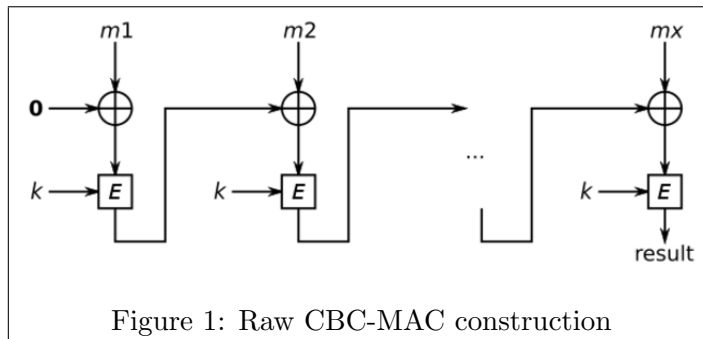 m1 m2 mx
0
...
k E k E k E
result
Figure 1: Raw CBC-MAC construction